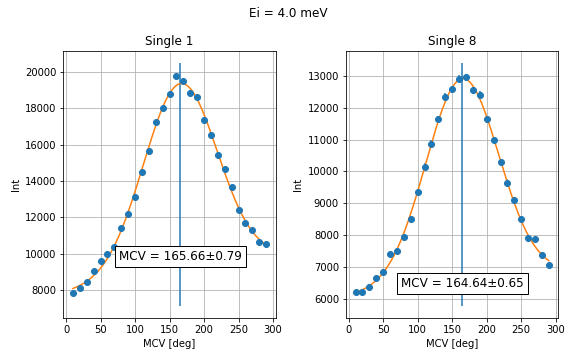 Ei = 4.0 meV
Single 1
Single 8
Int
20000
18000
16000
14000
12000
10000
8000
MCV = 165.66±0.79
0 50 100 150 200 250 300
MCV [deg]
Int
13000
12000
11000
10000
9000
8000
7000
6000
MCV = 164.64±0.65
0 50 100 150 200 250 300
MCV [deg]